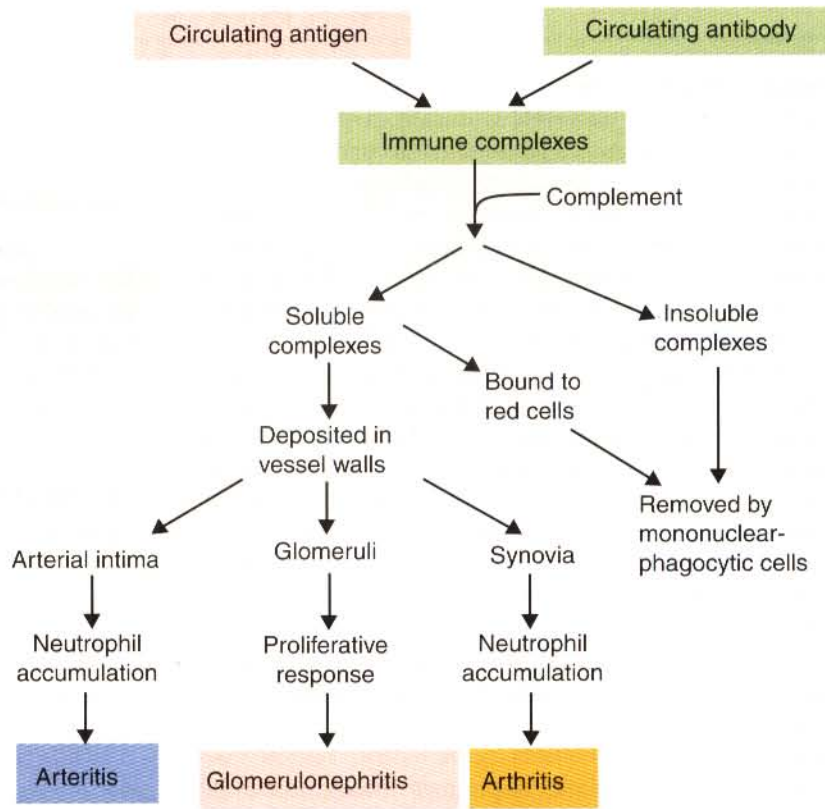 Circulating antigen
Circulating antibody
Immune complexes
Complement
Soluble
complexes
Insoluble
complexes
Bound to
red cells
Deposited in
vessel walls
Removed by
mononuclear-
phagocytic cells
Arterial intima
Glomeruli
Synovia
Neutrophil
accumulation
Proliferative
response
Neutrophil
accumulation
Arteritis
Glomerulonephritis
Arthritis